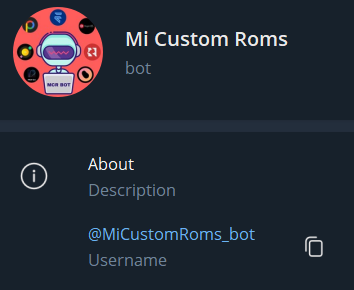 MCR BOT
Mi Custom Roms
bot
About
Description
@MiCustomRoms_bot
Username